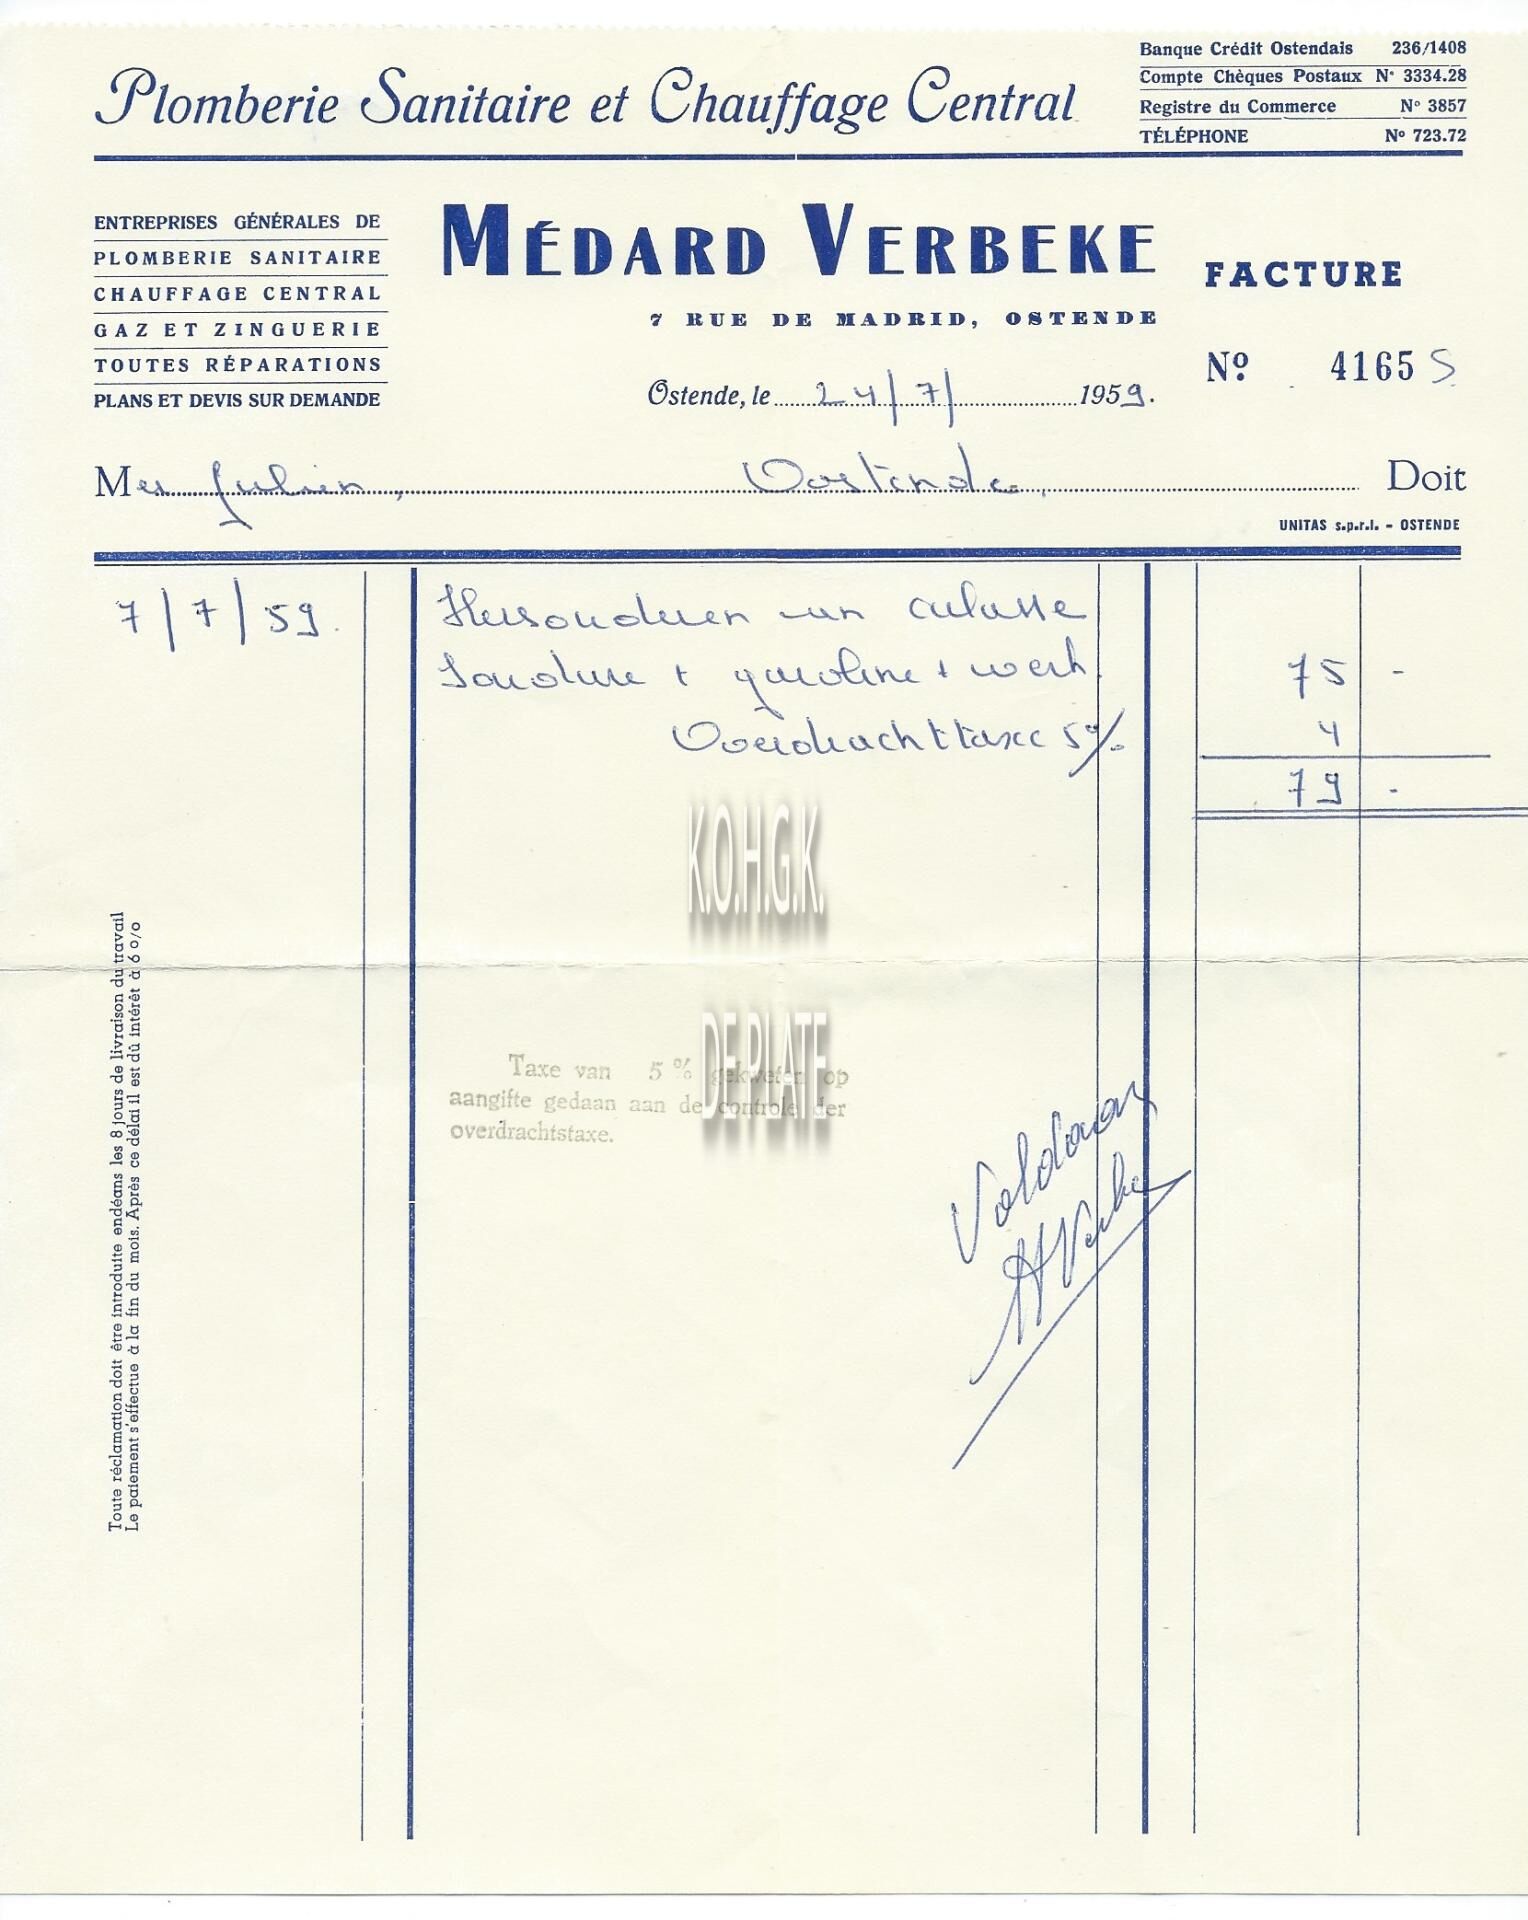 Plomberie Sanitaire et Chauffage Central
Banque Crédit Ostendais 236/1408
Compte Chèques Postaux N° 3334.28
Registre du Commerce N° 3857
TÉLÉPHONE N° 723.72
ENTREPRISES GÉNÉRALES DE
PLOMBERIE SANITAIRE
CHAUFFAGE CENTRAL
GAZ ET ZINGUERIE
TOUTES RÉPARATIONS
PLANS ET DEVIS SUR DEMANDE
MÉDARD VERBEKE
7 RUE DE MADRID, OSTENDE
FACTURE
Nº 4165 S
Ostende, le 24/7/ 1959.
Julien, Oostende, Doit
UNITAS s.p.r.l. - OSTENDE
7/7/59. Hersouderen culasse
Soudure + + werk. 75 -
Overdrachttaxe 5% 4
79 -
K.O.H.G.K.
DE PLATE
Taxe van 5 % gekweten op
aangifte gedaan aan de controle der
overdrachtstaxe.
Voldaan
Verbeke
Toute réclamation doit être introduite endéans les 8 jours de livraison du travail
Le paiement s'effectue à la fin du mois. Après ce délai il est dû intérêt à 6 %